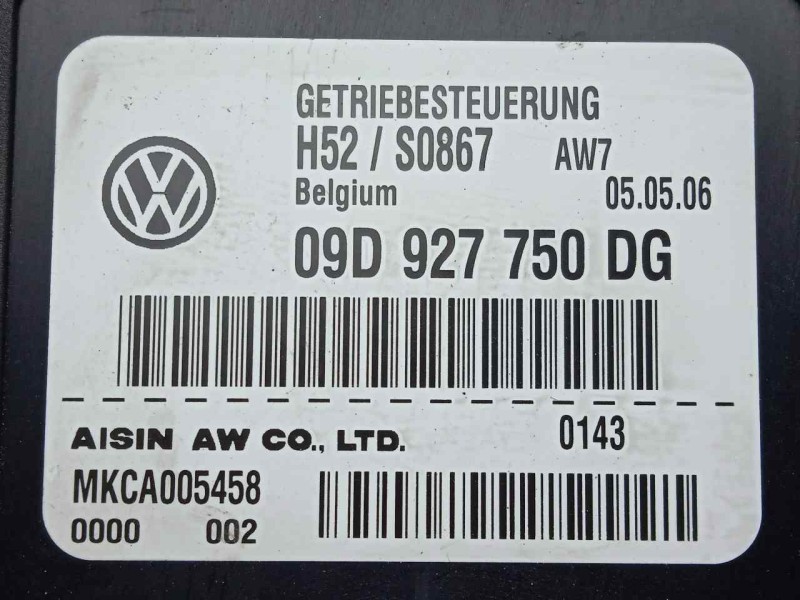 GETRIEBESTEUERUNG
H52 / S0867 AW7
Belgium 05.05.06
09D 927 750 DG
AISIN AW CO., LTD. 0143
MKCA005458
0000 002